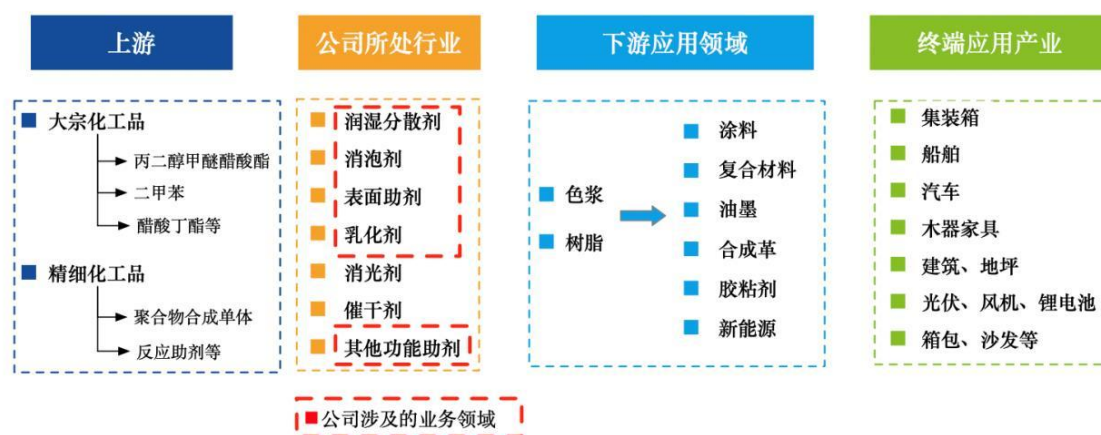 上游
大宗化工品
丙二醇甲醚醋酸酯
二甲苯
醋酸丁酯等
精细化工品
聚合物合成单体
反应助剂等
公司所处行业
润湿分散剂
消泡剂
表面助剂
乳化剂
消光剂
催干剂
其他功能助剂
公司涉及的业务领域
下游应用领域
色浆
树脂
涂料
复合材料
油墨
合成革
胶粘剂
新能源
终端应用产业
集装箱
船舶
汽车
木器家具
建筑、地坪
光伏、风机、锂电池
箱包、沙发等